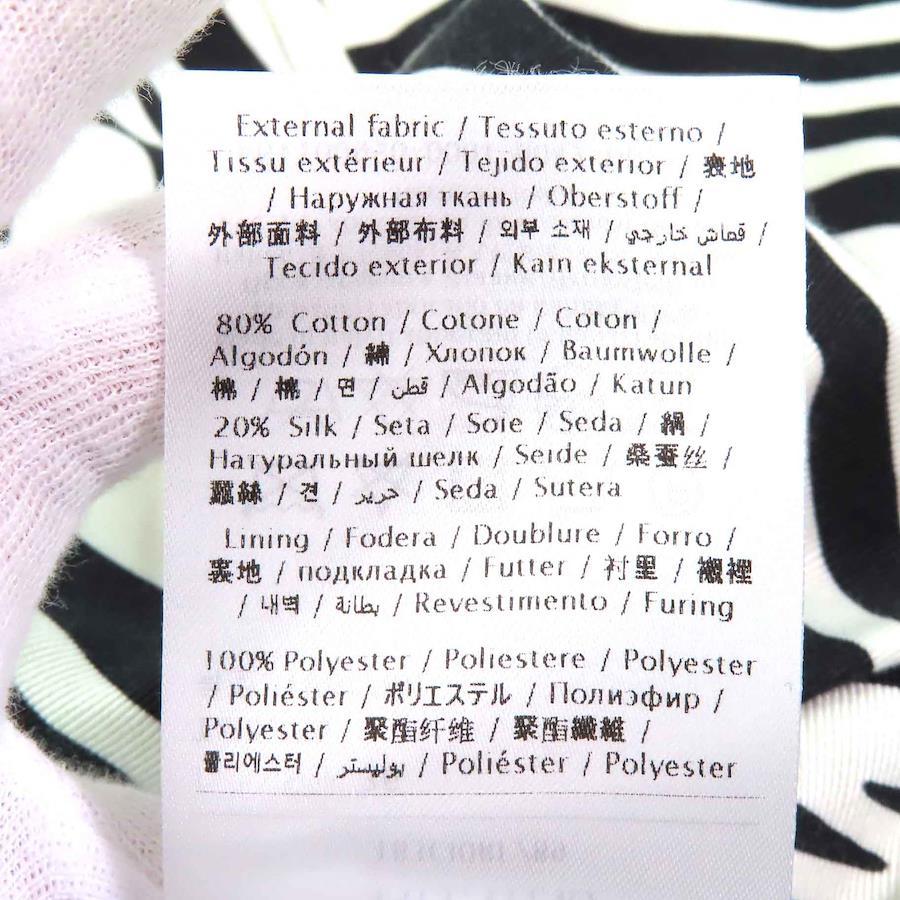 External fabric / Tessuto esterno /
Tissu extérieur / Tejido exterior / 表地
/ Наружная ткань / Oberstoff /
外部面料 / 外部布料 / 외부 소재 / قماش خارجي /
Tecido exterior / Kain eksternal
80% Cotton / Cotone / Coton /
Algodón / 綿 / Хлопок / Baumwolle /
棉 / 棉 / 면 / قطن / Algodão / Katun
20% Silk / Seta / Soie / Seda / 絹 /
Натуральный шелк / Seide / 桑蚕丝 /
蠶絲 / 견 / حرير / Seda / Sutera
Lining / Fodera / Doublure / Forro /
裏地 / подкладка / Futter / 衬里 / 襯裡
/ 내벽 / بطانة / Revestimento / Furing
100% Polyester / Poliestere / Polyester
/ Poliéster / ポリエステル / Полиэфир /
Polyester / 聚酯纤维 / 聚酯纖維 /
폴리에스터 / بوليستر / Poliéster / Polyester